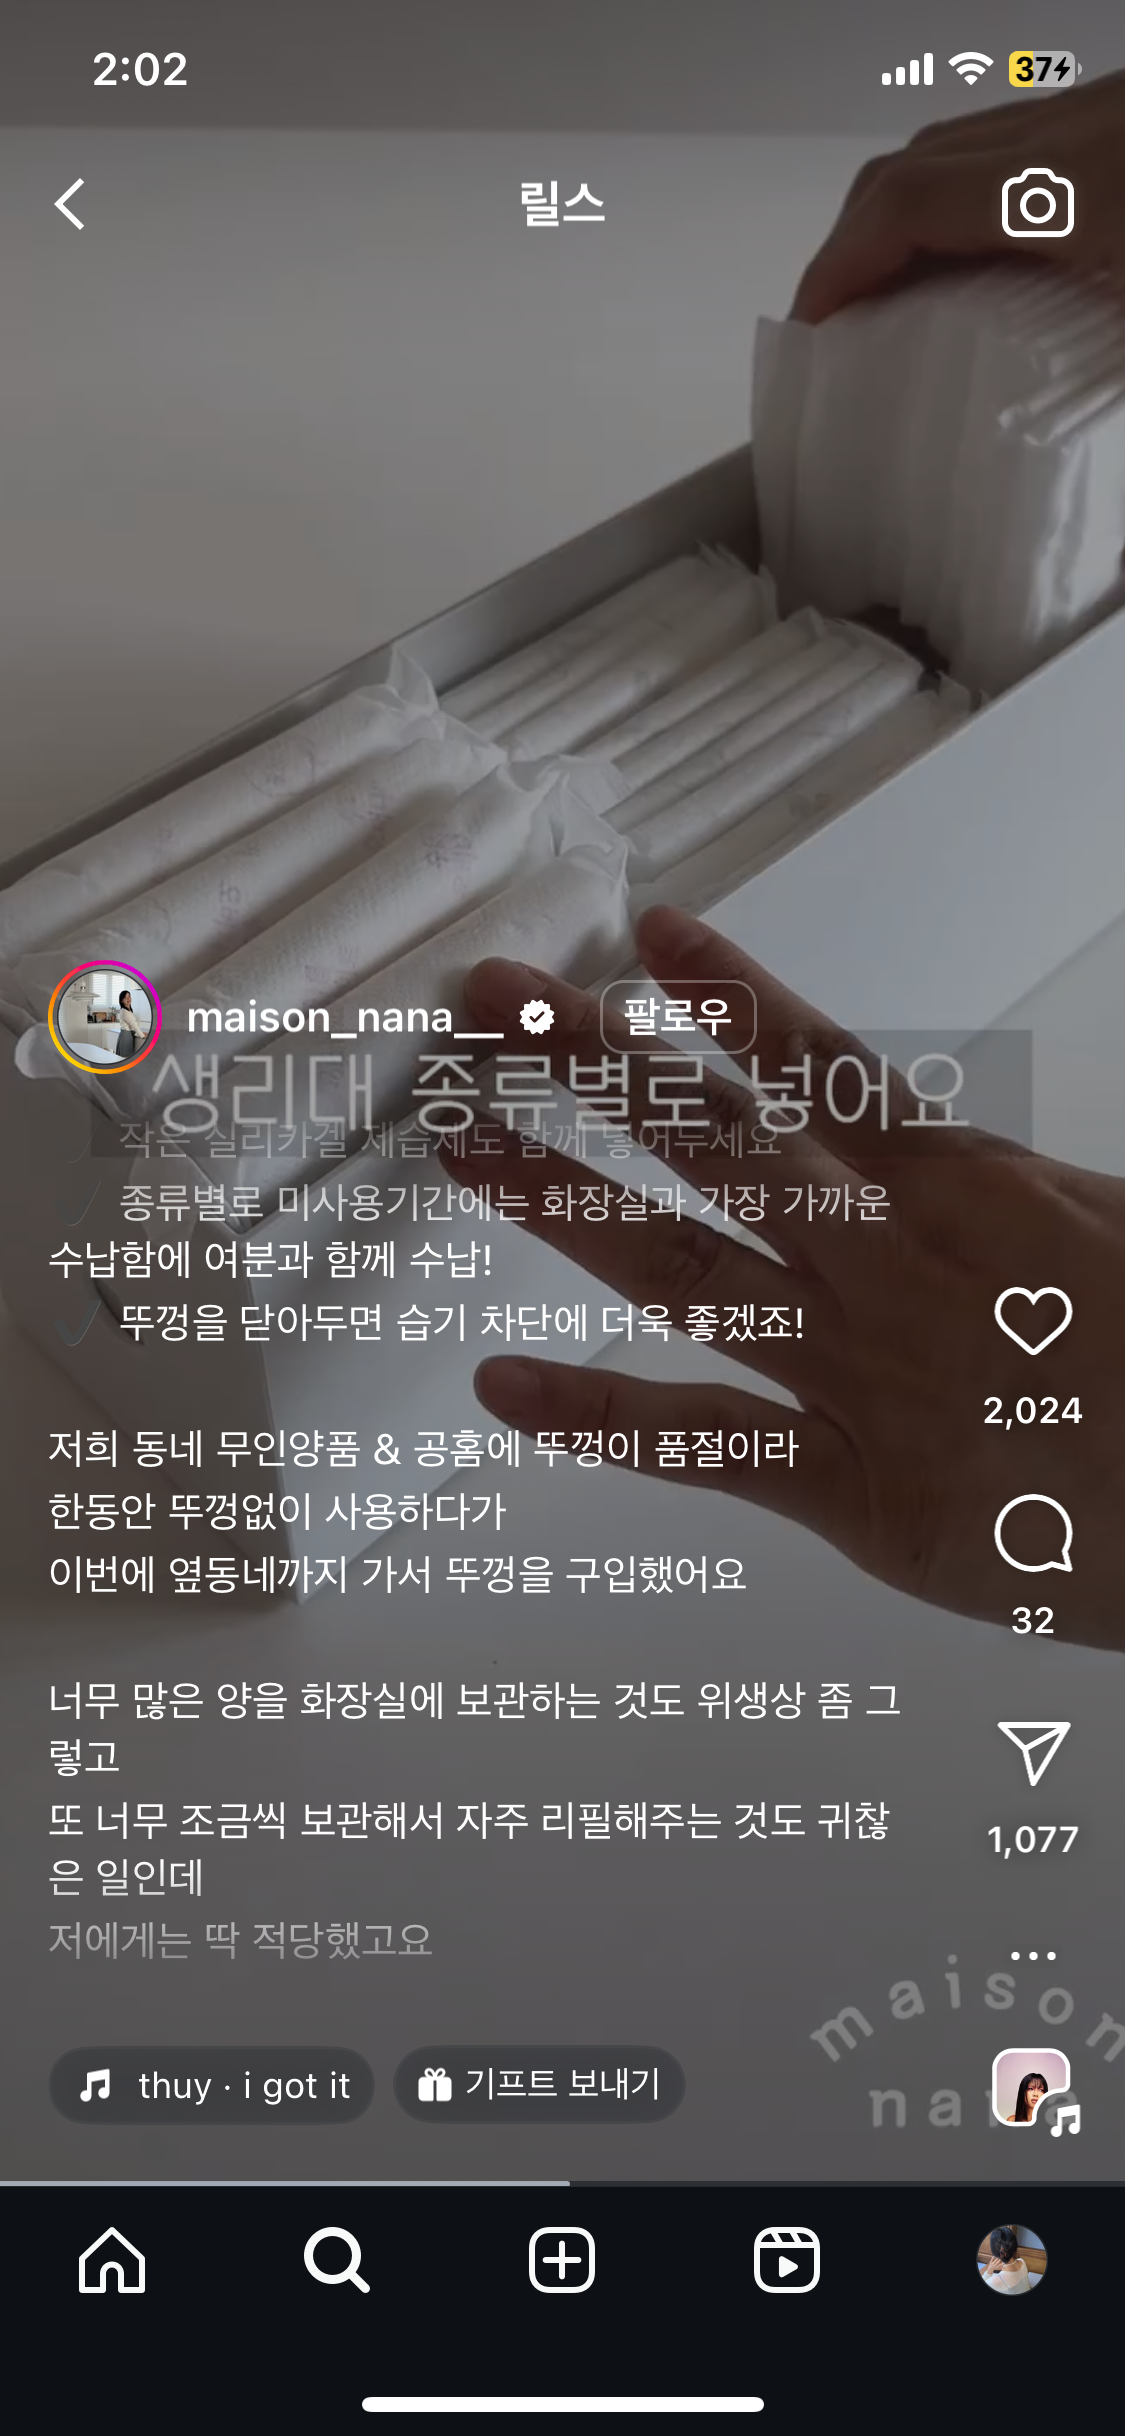 2:02
37
릴스
maison_nana__
팔로우
생리대 종류별로 넣어요
작은 실리카겔 제습제도 함께 넣어두세요
✔️ 종류별로 미사용기간에는 화장실과 가장 가까운
수납함에 여분과 함께 수납!
✔️ 뚜껑을 닫아두면 습기 차단에 더욱 좋겠죠!
저희 동네 무인양품 & 공홈에 뚜껑이 품절이라
한동안 뚜껑없이 사용하다가
이번에 옆동네까지 가서 뚜껑을 구입했어요
너무 많은 양을 화장실에 보관하는 것도 위생상 좀 그
렇고
또 너무 조금씩 보관해서 자주 리필해주는 것도 귀찮
은 일인데
저에게는 딱 적당했고요
2,024
32
1,077
maison
nana
thuy · i got it
기프트 보내기